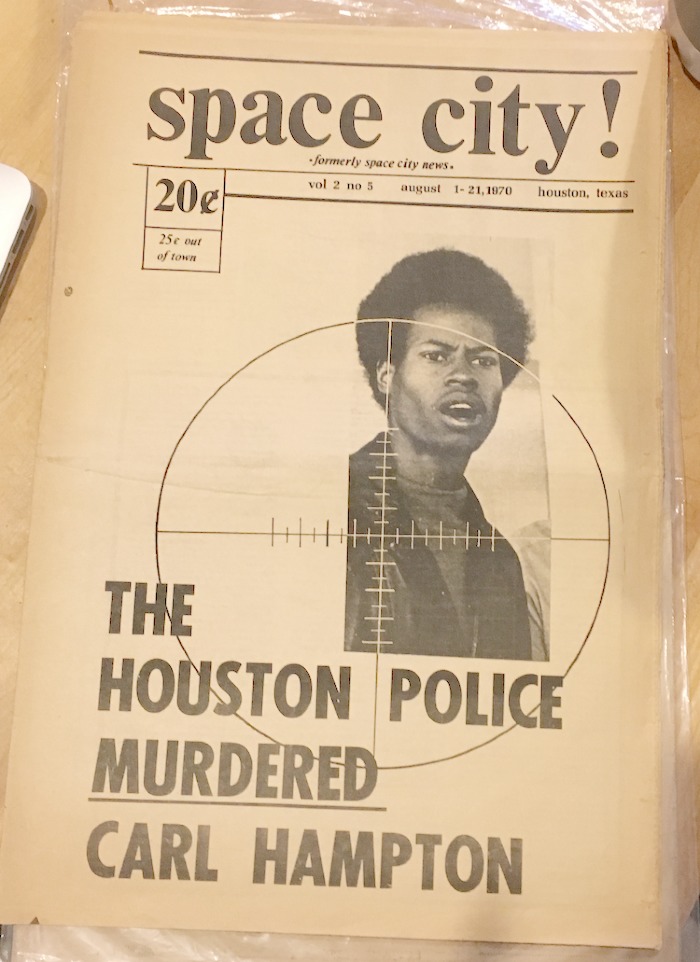 space city!
·formerly space city news.
20¢
vol 2 no 5 august 1-21,1970 houston, texas
25¢ out
of town
THE
HOUSTON POLICE
MURDERED
CARL HAMPTON